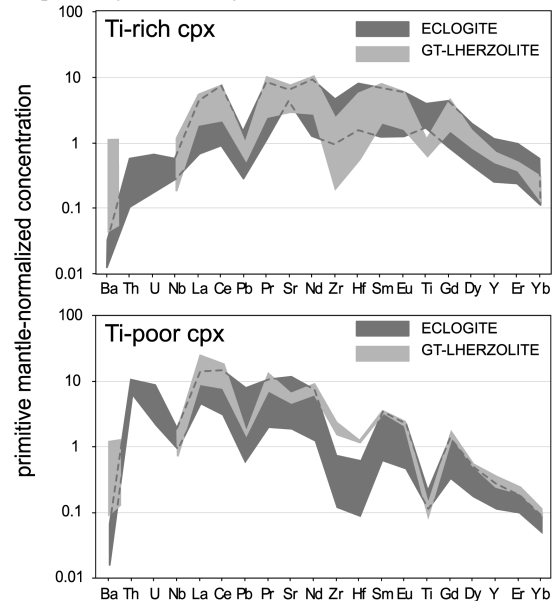 Ti-rich cpx
ECLOGITE
GT-LHERZOLITE
100
10
1
0.1
0.01
Ba Th U Nb La Ce Pb Pr Sr Nd Zr Hf Sm Eu Ti Gd Dy Y Er Yb
primitive mantle-normalized concentration
Ti-poor cpx
ECLOGITE
GT-LHERZOLITE
100
10
1
0.1
0.01
Ba Th U Nb La Ce Pb Pr Sr Nd Zr Hf Sm Eu Ti Gd Dy Y Er Yb